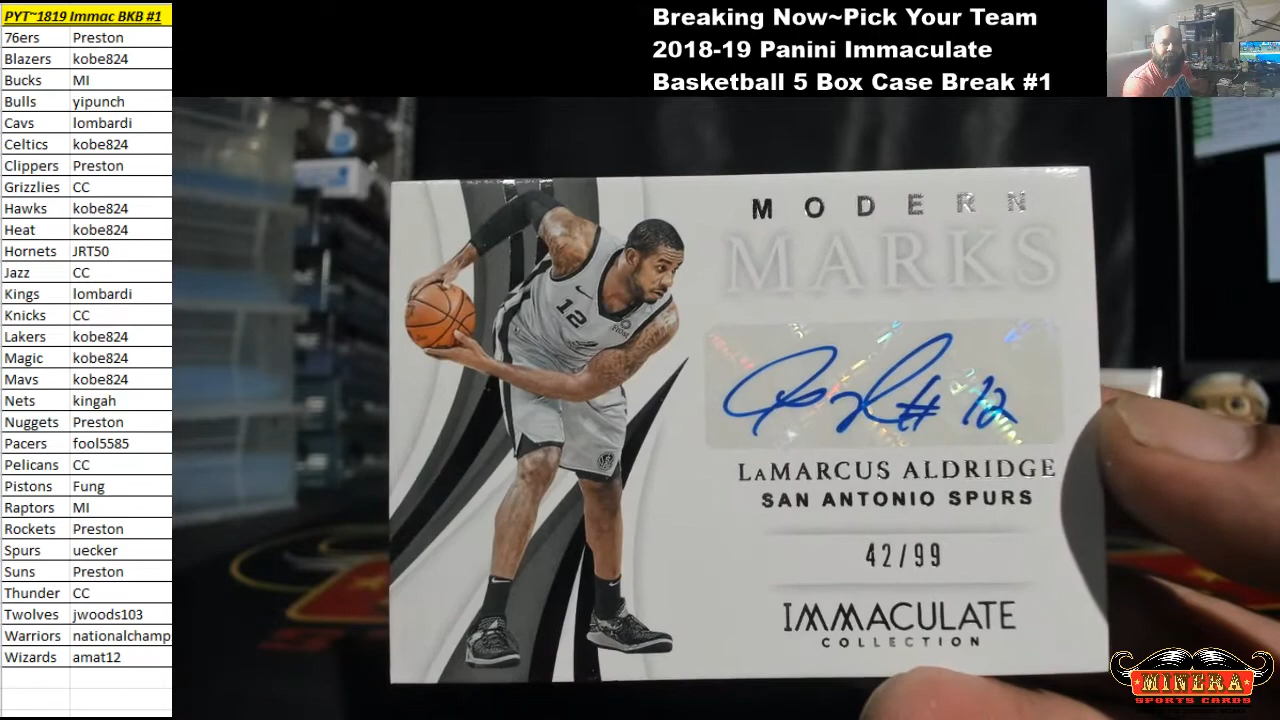 PYT~1819 Immac BKB #1
76ers Preston
Blazers kobe824
Bucks MI
Bulls yipunch
Cavs lombardi
Celtics kobe824
Clippers Preston
Grizzlies CC
Hawks kobe824
Heat kobe824
Hornets JRT50
Jazz CC
Kings lombardi
Knicks CC
Lakers kobe824
Magic kobe824
Mavs kobe824
Nets kingah
Nuggets Preston
Pacers fool5585
Pelicans CC
Pistons Fung
Raptors MI
Rockets Preston
Spurs uecker
Suns Preston
Thunder CC
Twolves jwoods103
Warriors nationalchamp
Wizards amat12
Breaking Now~Pick Your Team
2018-19 Panini Immaculate
Basketball 5 Box Case Break #1
MODERN
MARKS
12
#12
LAMARCUS ALDRIDGE
SAN ANTONIO SPURS
42/99
IMMACULATE
COLLECTION
MINERA
SPORTS CARDS